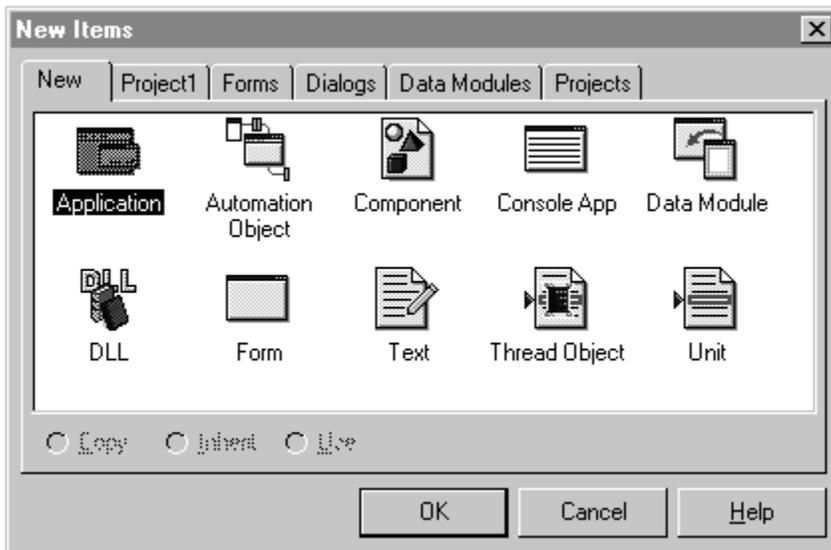 New Items
New Project1 Forms Dialogs Data Modules Projects
Application Automation Object Component Console App Data Module
DLL DLL Form Text Thread Object Unit
Copy Inherit Use
OK Cancel Help